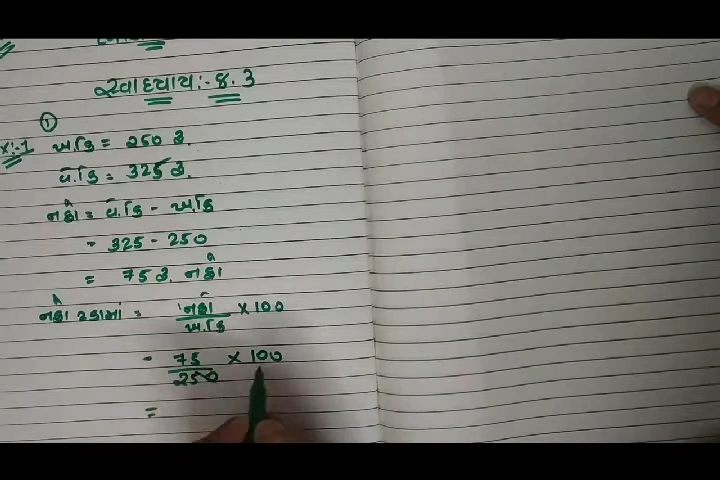 સ્વાધ્યાય:- 8.3
①
x:-1 ખ.કિં = 250 રૂ.
વે.કિં = 325 રૂ.
નફો = વે.કિં - ખ.કિં
= 325 - 250
= 75 રૂ. નફો
નફો ટકામાં = નફો / ખ.કિં × 100
= 75 / 250 × 100
=